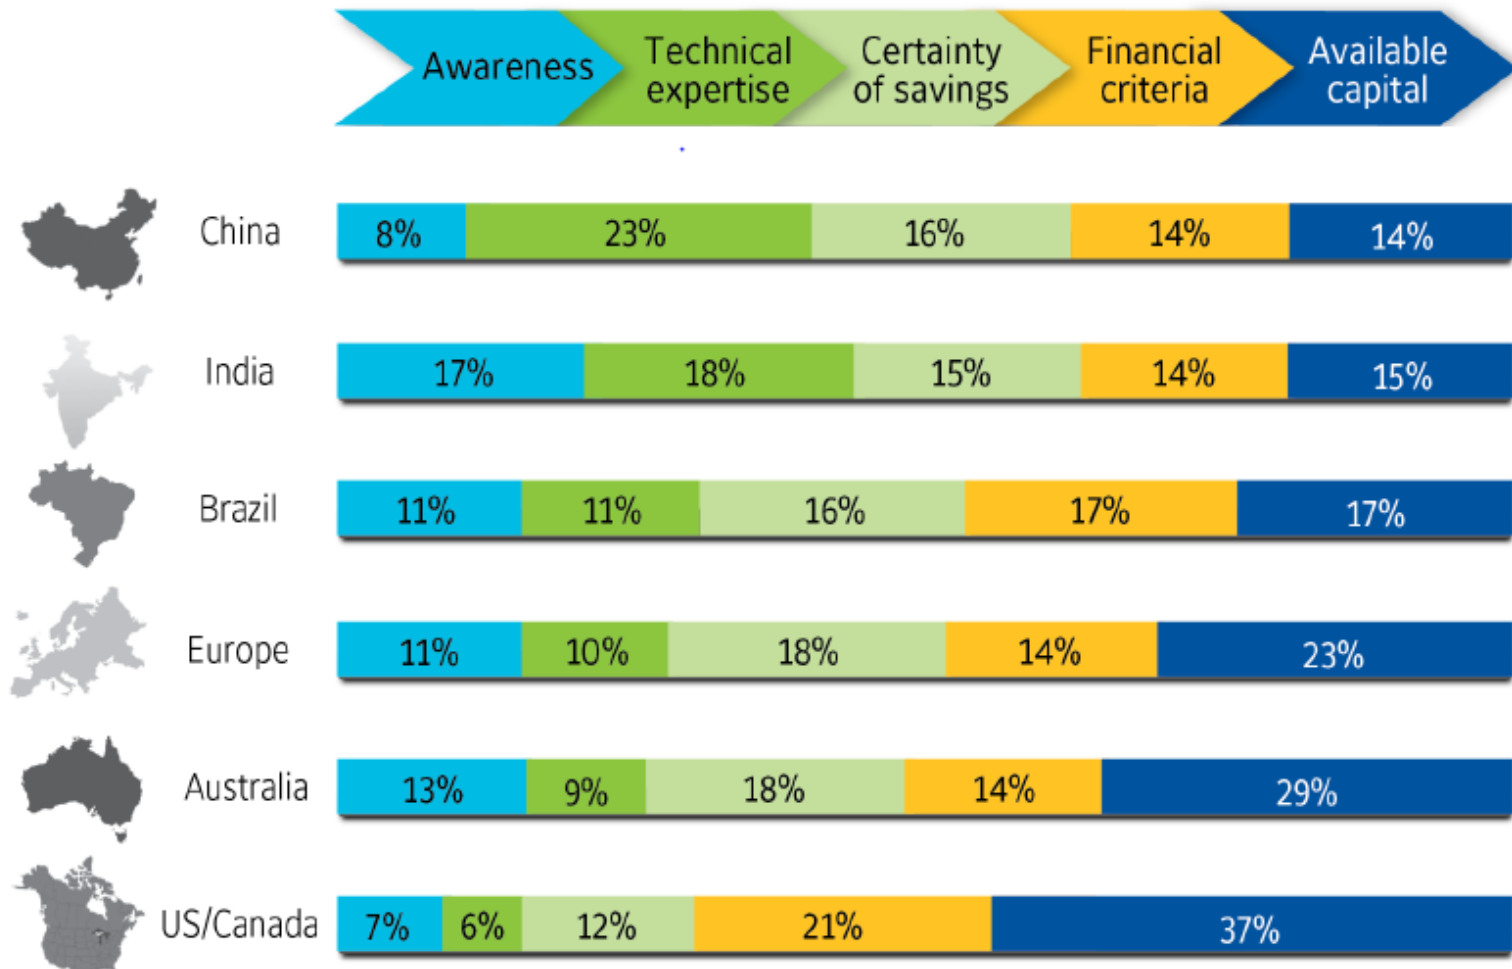 Awareness
Technical
expertise
Certainty
of savings
Financial
criteria
Available
capital
China 8% 23% 16% 14% 14%
India 17% 18% 15% 14% 15%
Brazil 11% 11% 16% 17% 17%
Europe 11% 10% 18% 14% 23%
Australia 13% 9% 18% 14% 29%
US/Canada 7% 6% 12% 21% 37%